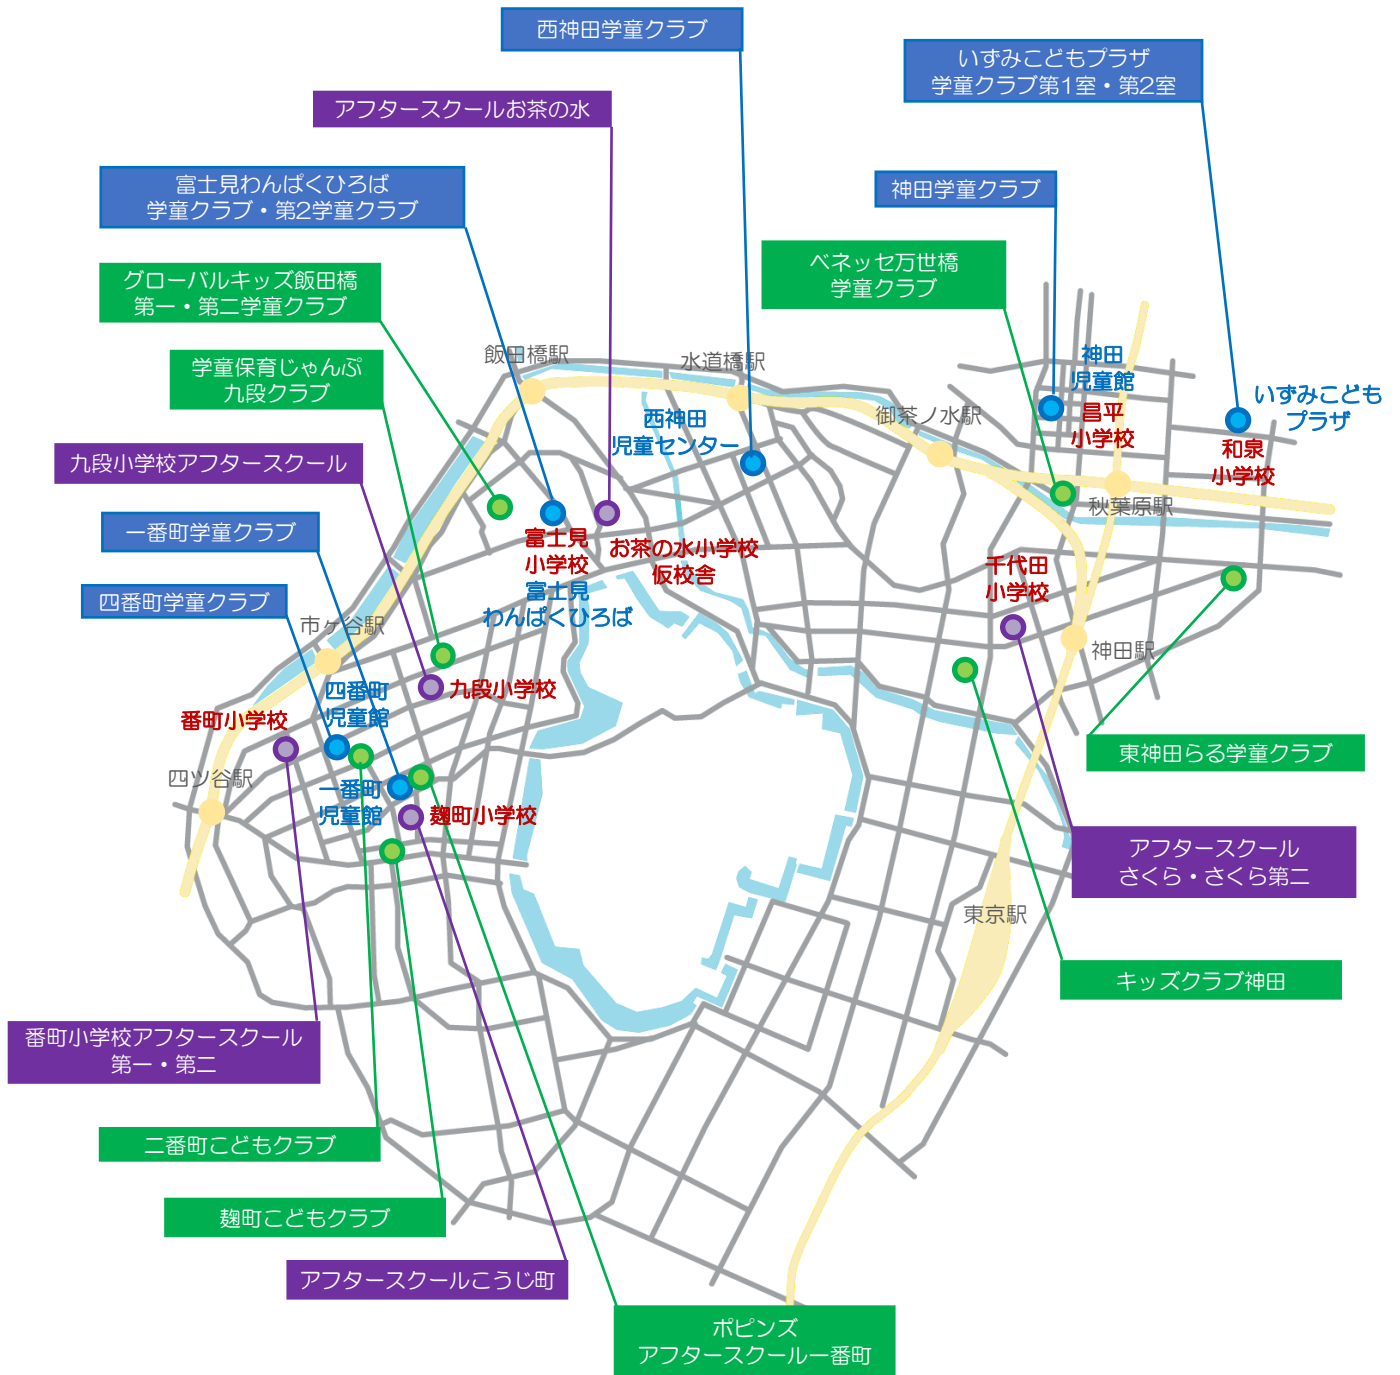 西神田学童クラブ
いずみこどもプラザ
学童クラブ第1室・第2室
アフタースクールお茶の水
富士見わんぱくひろば
学童クラブ・第2学童クラブ
神田学童クラブ
グローバルキッズ飯田橋
第一・第二学童クラブ
ベネッセ万世橋
学童クラブ
学童保育じゃんぷ
九段クラブ
飯田橋駅
水道橋駅
神田
児童館
いずみこども
プラザ
西神田
児童センター
御茶ノ水駅
昌平
小学校
和泉
小学校
九段小学校アフタースクール
秋葉原駅
一番町学童クラブ
富士見
小学校
富士見
わんぱくひろば
お茶の水小学校
仮校舎
千代田
小学校
四番町学童クラブ
市ヶ谷駅
神田駅
四番町
児童館
九段小学校
番町小学校
東神田らる学童クラブ
四ツ谷駅
一番町
児童館
麹町小学校
アフタースクール
さくら・さくら第二
東京駅
キッズクラブ神田
番町小学校アフタースクール
第一・第二
二番町こどもクラブ
麹町こどもクラブ
アフタースクールこうじ町
ポピンズ
アフタースクール一番町